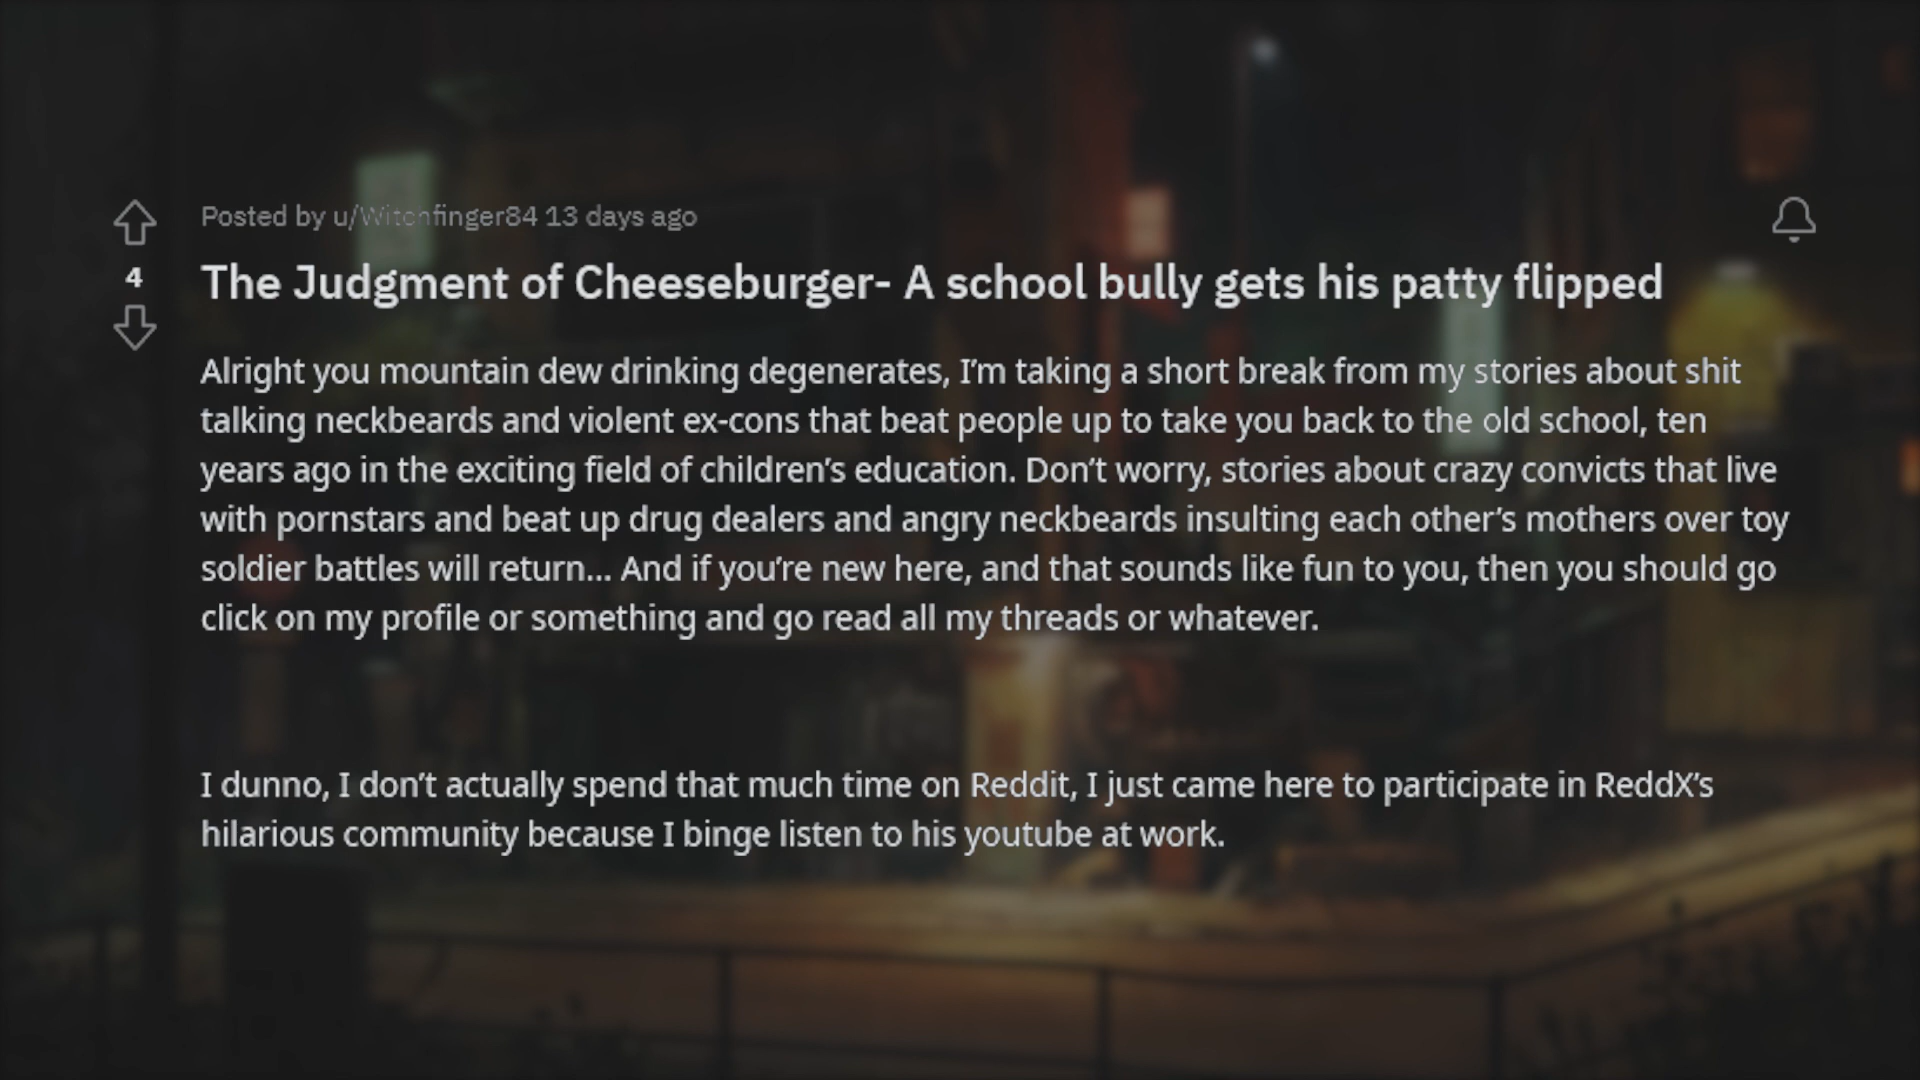 Posted by u/Witchfinger84 13 days ago
4
The Judgment of Cheeseburger- A school bully gets his patty flipped
Alright you mountain dew drinking degenerates, I’m taking a short break from my stories about shit
talking neckbeards and violent ex-cons that beat people up to take you back to the old school, ten
years ago in the exciting field of children’s education. Don’t worry, stories about crazy convicts that live
with pornstars and beat up drug dealers and angry neckbeards insulting each other’s mothers over toy
soldier battles will return... And if you’re new here, and that sounds like fun to you, then you should go
click on my profile or something and go read all my threads or whatever.
I dunno, I don’t actually spend that much time on Reddit, I just came here to participate in ReddX’s
hilarious community because I binge listen to his youtube at work.